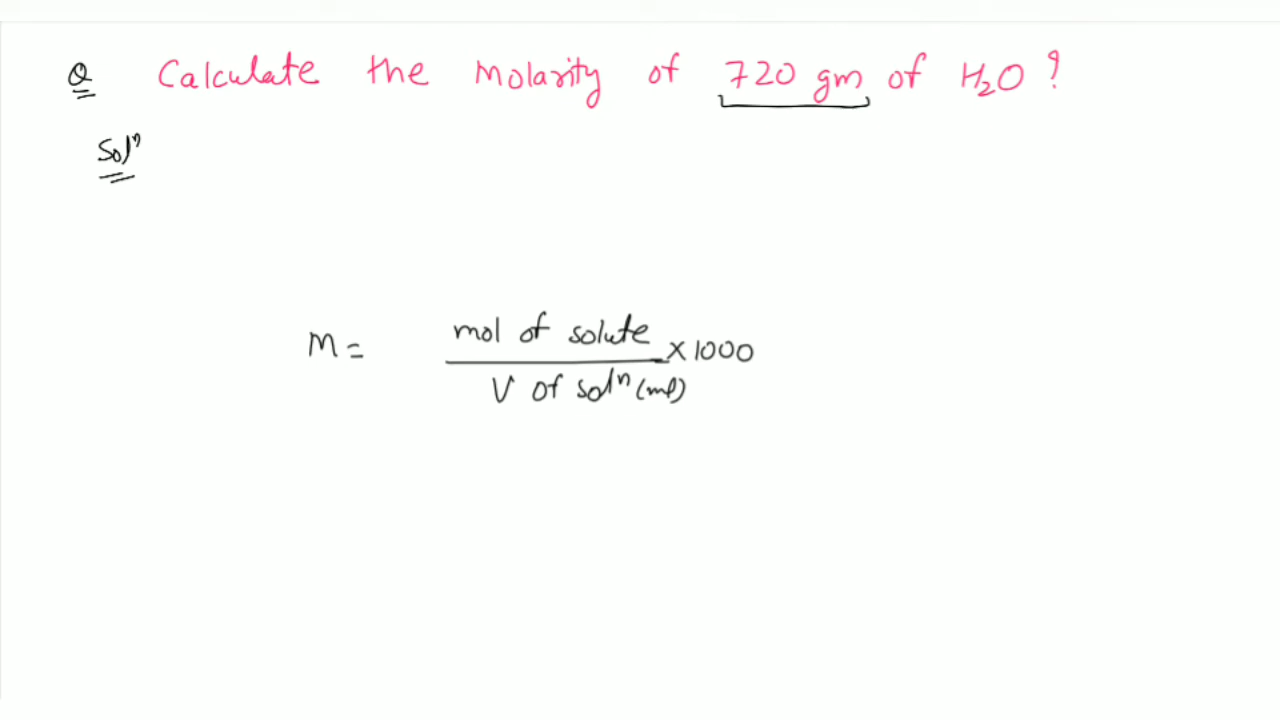 Q Calculate the Molarity of 720 gm of H₂O ?
Solⁿ
M = mol of solute × 1000
V of solⁿ (ml)